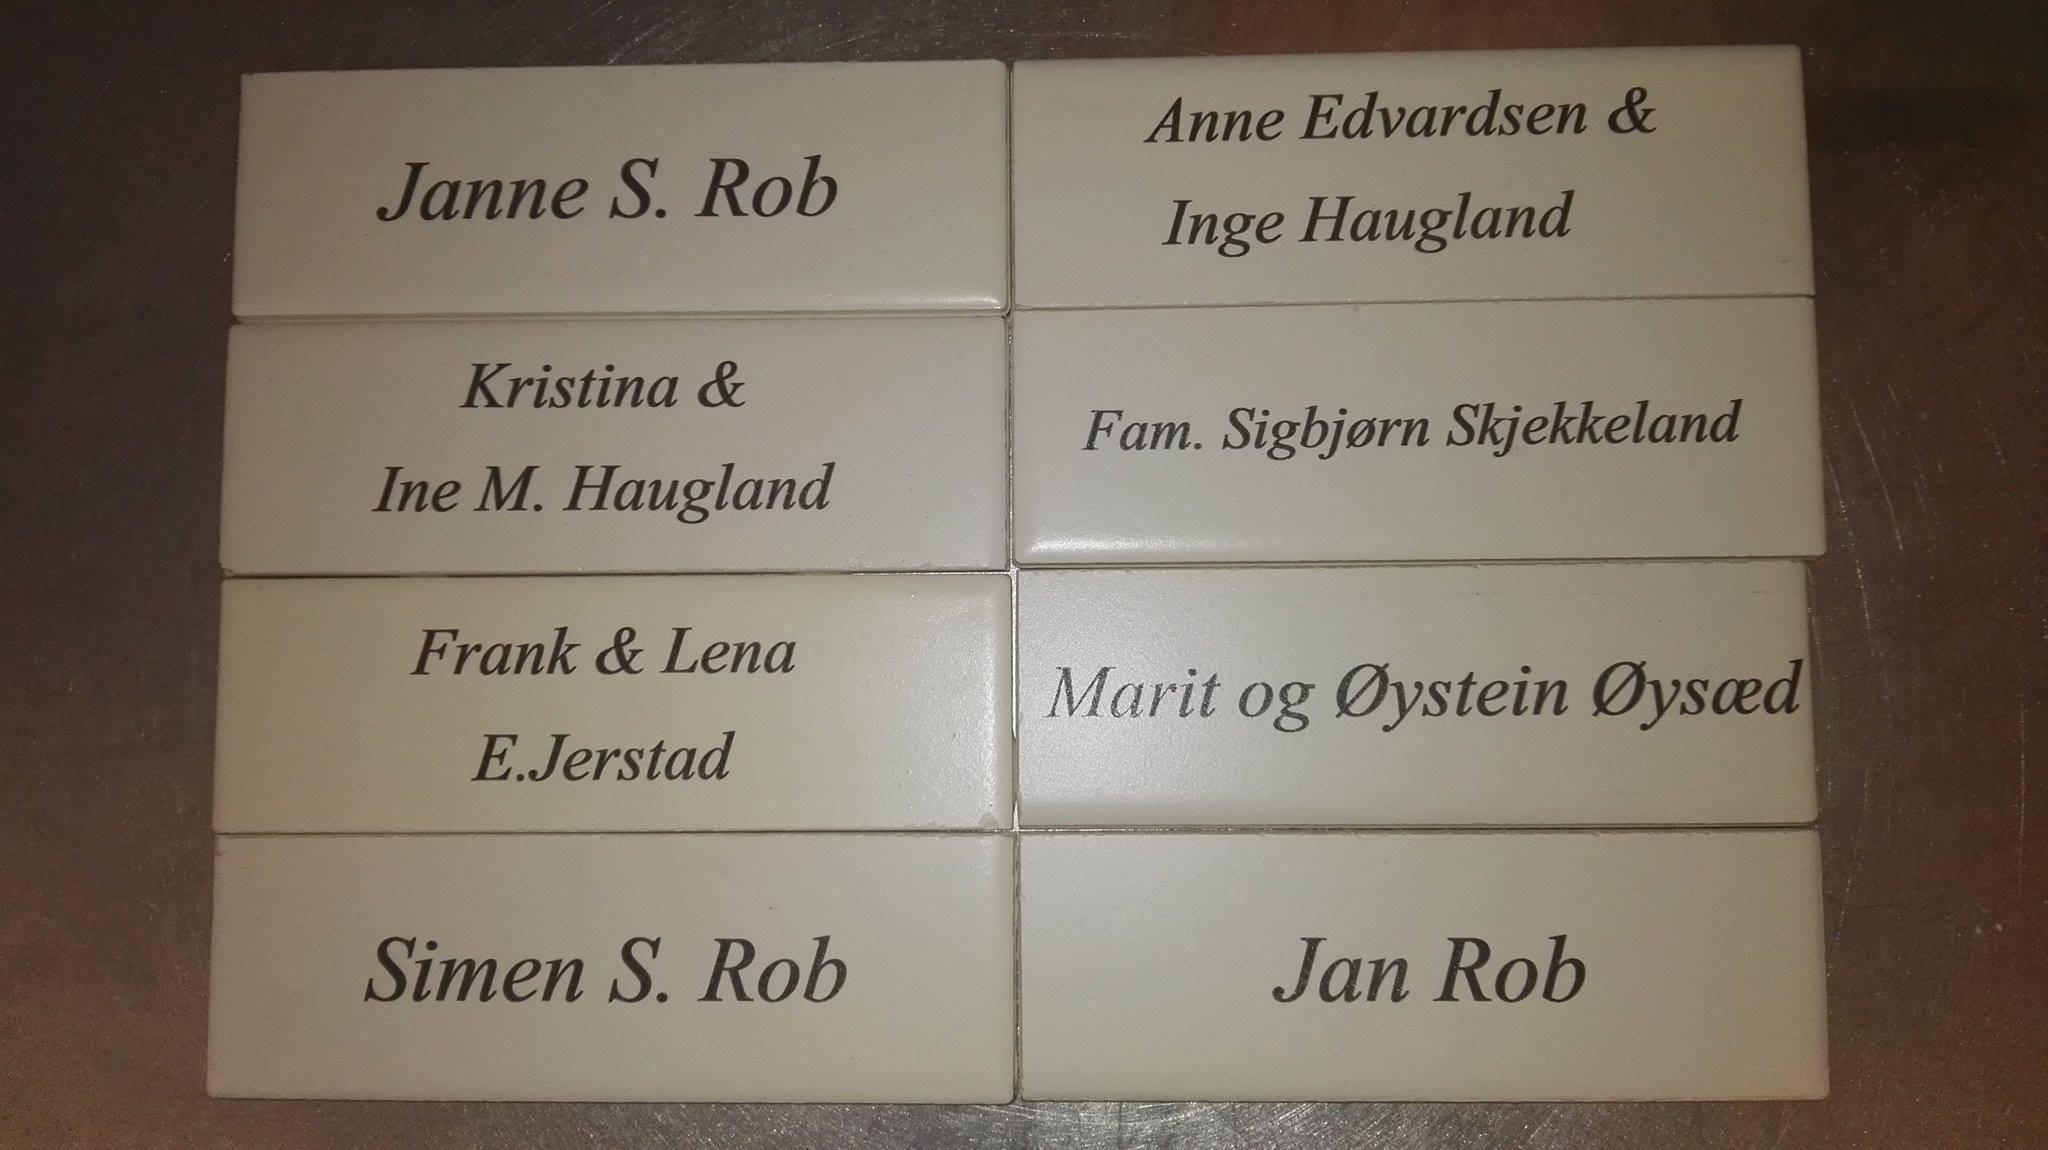 Janne S. Rob
Anne Edvardsen &
Inge Haugland
Kristina &
Ine M. Haugland
Fam. Sigbjørn Skjekkeland
Frank & Lena
E.Jerstad
Marit og Øystein Øysæd
Simen S. Rob
Jan Rob